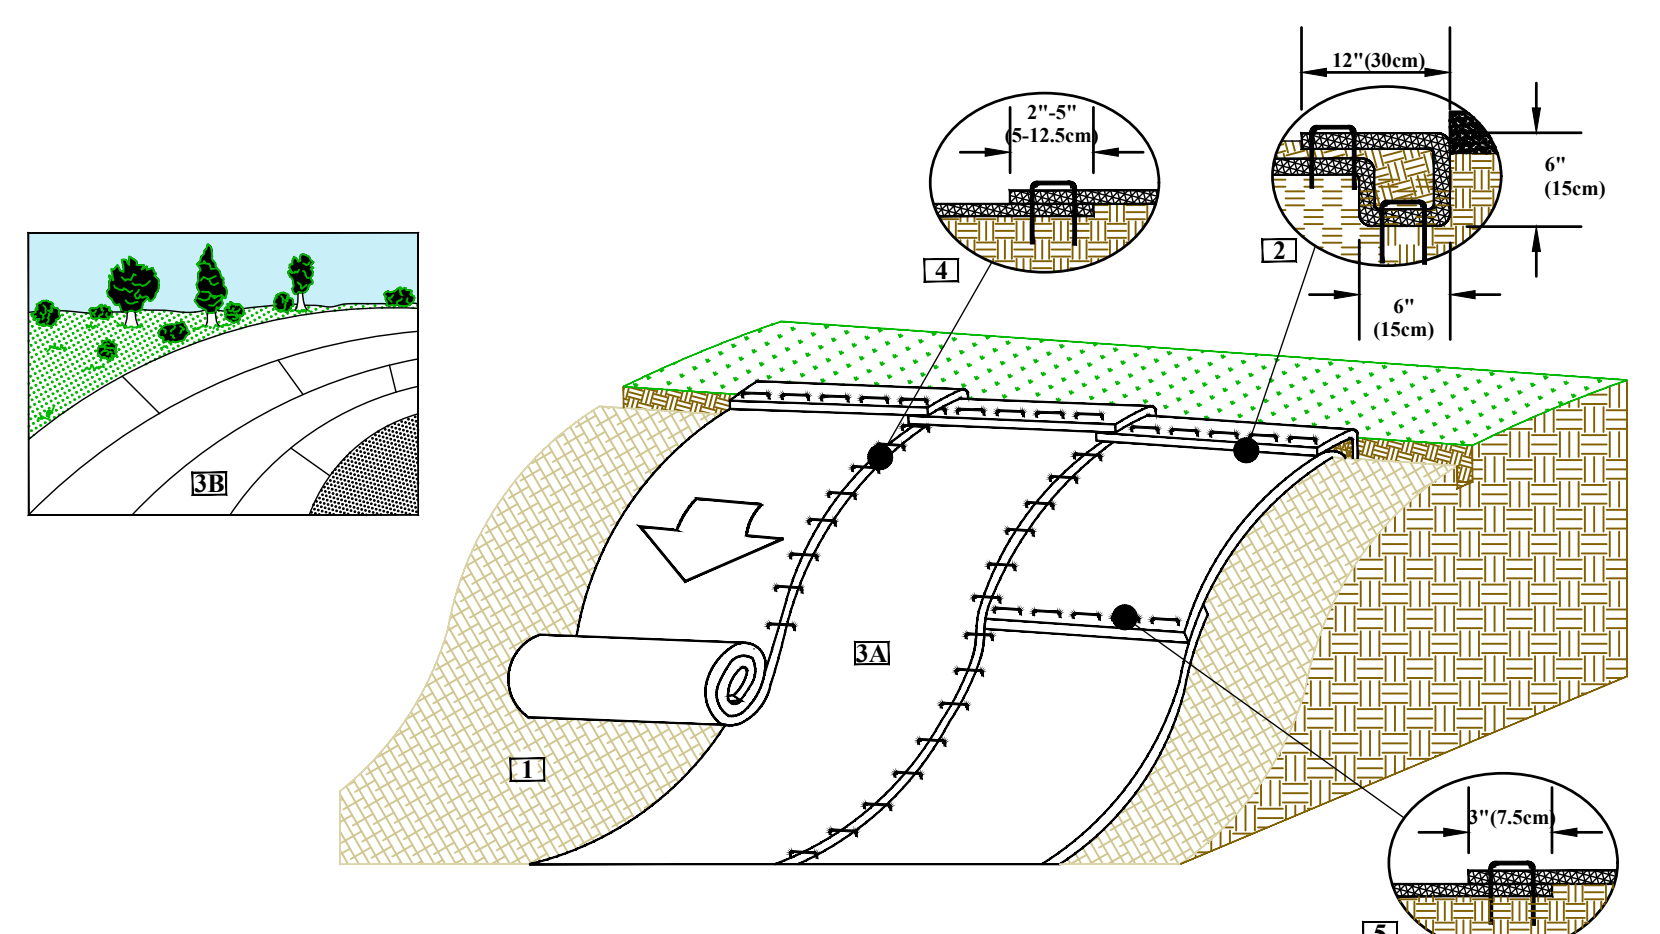 12"(30cm)
2"-5"
(5-12.5cm)
6"
(15cm)
2
4
6"
(15cm)
3B
3A
1
3"(7.5cm)
5